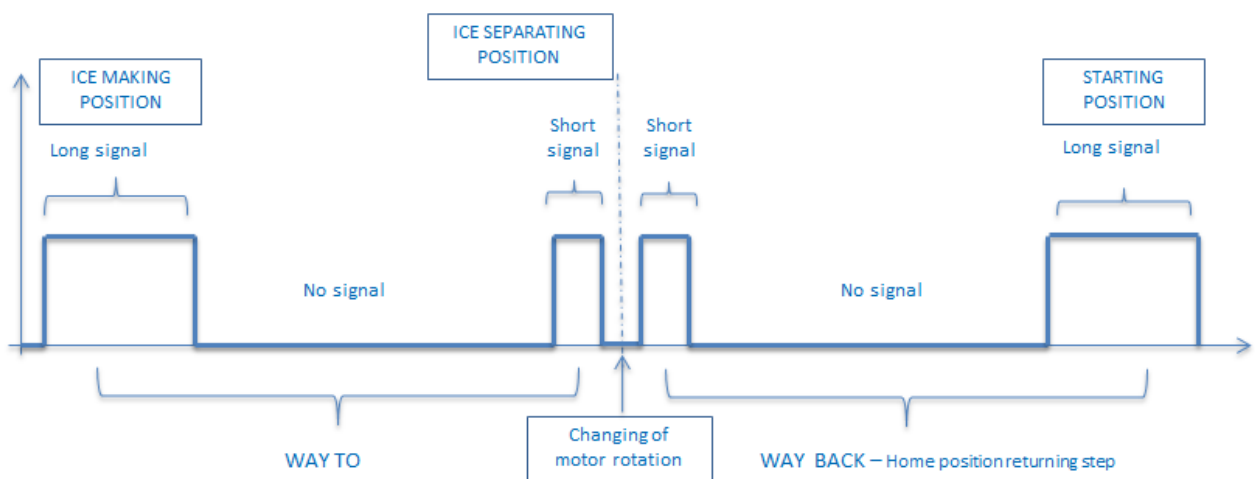 ICE MAKING
POSITION
Long signal
ICE SEPARATING
POSITION
Short
signal
Short
signal
STARTING
POSITION
Long signal
No signal
No signal
WAY TO
Changing of
motor rotation
WAY BACK – Home position returning step